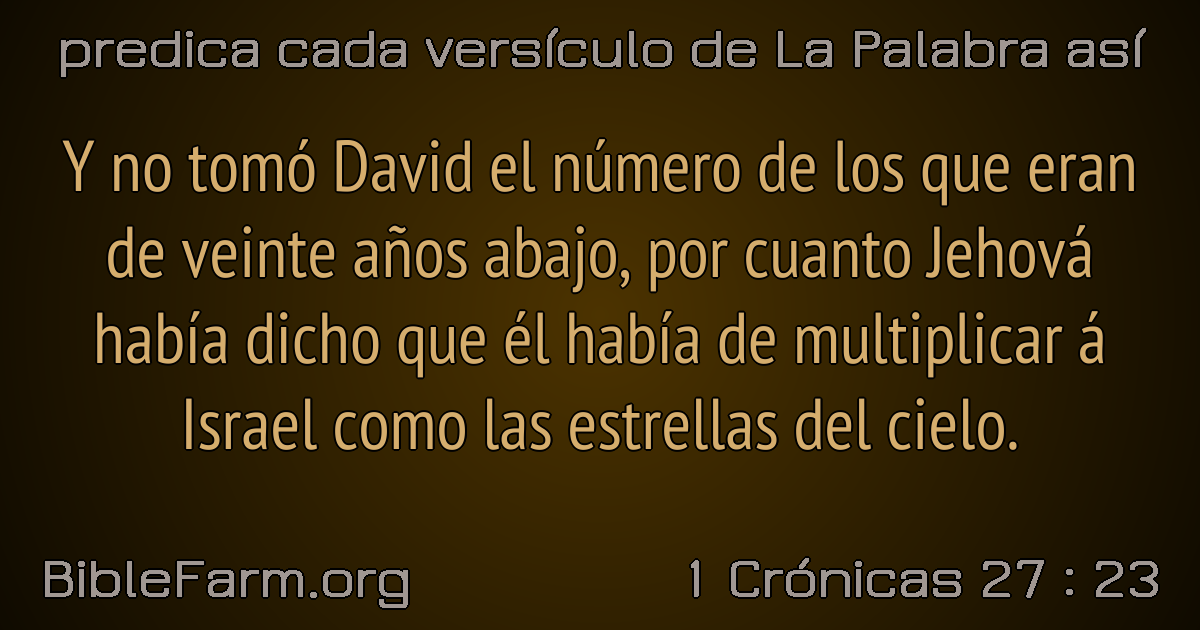 predica cada versículo de La Palabra así
Y no tomó David el número de los que eran
de veinte años abajo, por cuanto Jehová
había dicho que él había de multiplicar á
Israel como las estrellas del cielo.
BibleFarm.org
1 Crónicas 27 : 23